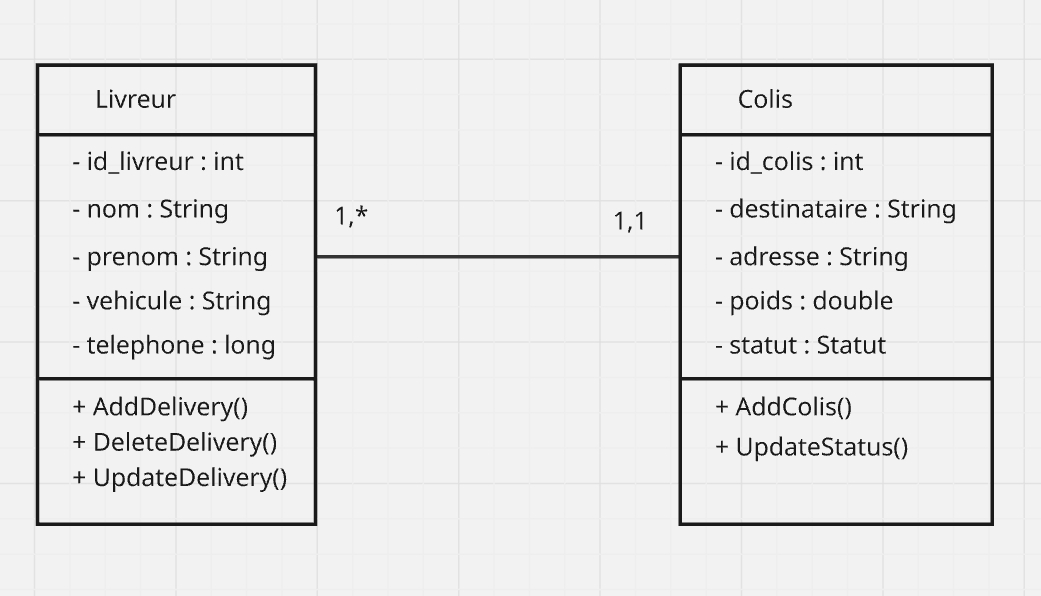 Livreur
- id_livreur : int
- nom : String
- prenom : String
- vehicule : String
- telephone : long
+ AddDelivery()
+ DeleteDelivery()
+ UpdateDelivery()
1,*
1,1
Colis
- id_colis : int
- destinataire : String
- adresse : String
- poids : double
- statut : Statut
+ AddColis()
+ UpdateStatus()